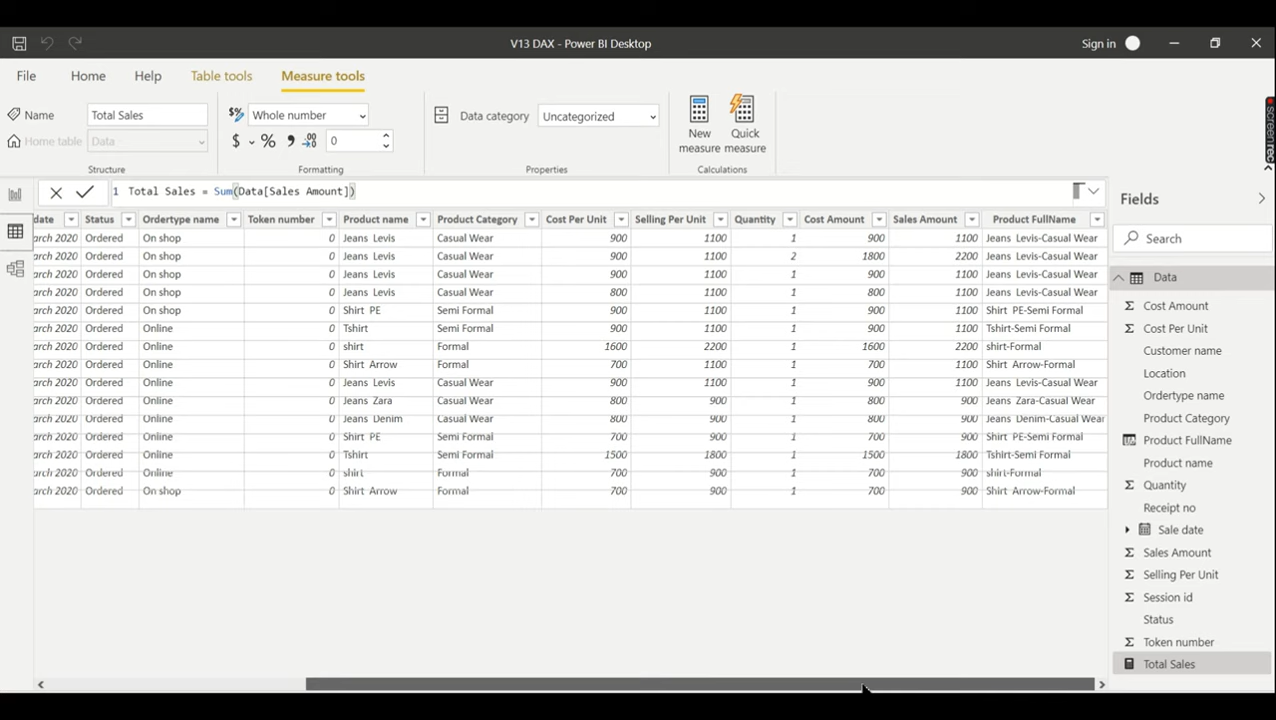 V13 DAX - Power BI Desktop
Sign in
File Home Help Table tools Measure tools
Name Total Sales
Home table Data
Structure
Whole number
$ % 9 .00 0
Formatting
Data category Uncategorized
Properties
New measure
Quick measure
Calculations
screenrec
1 Total Sales = Sum(Data[Sales Amount])
date Status Ordertype name Token number Product name Product Category Cost Per Unit Selling Per Unit Quantity Cost Amount Sales Amount Product FullName
arch 2020 Ordered On shop 0 Jeans Levis Casual Wear 900 1100 1 900 1100 Jeans Levis-Casual Wear
arch 2020 Ordered On shop 0 Jeans Levis Casual Wear 900 1100 2 1800 2200 Jeans Levis-Casual Wear
arch 2020 Ordered On shop 0 Jeans Levis Casual Wear 900 1100 1 900 1100 Jeans Levis-Casual Wear
arch 2020 Ordered On shop 0 Jeans Levis Casual Wear 800 1100 1 800 1100 Jeans Levis-Casual Wear
arch 2020 Ordered On shop 0 Shirt PE Semi Formal 900 1100 1 900 1100 Shirt PE-Semi Formal
arch 2020 Ordered Online 0 Tshirt Semi Formal 900 1100 1 900 1100 Tshirt-Semi Formal
arch 2020 Ordered Online 0 shirt Formal 1600 2200 1 1600 2200 shirt-Formal
arch 2020 Ordered Online 0 Shirt Arrow Formal 700 1100 1 700 1100 Shirt Arrow-Formal
arch 2020 Ordered Online 0 Jeans Levis Casual Wear 900 1100 1 900 1100 Jeans Levis-Casual Wear
arch 2020 Ordered Online 0 Jeans Zara Casual Wear 800 900 1 800 900 Jeans Zara-Casual Wear
arch 2020 Ordered Online 0 Jeans Denim Casual Wear 800 900 1 800 900 Jeans Denim-Casual Wear
arch 2020 Ordered Online 0 Shirt PE Semi Formal 700 900 1 700 900 Shirt PE-Semi Formal
arch 2020 Ordered Online 0 Tshirt Semi Formal 1500 1800 1 1500 1800 Tshirt-Semi Formal
arch 2020 Ordered Online 0 shirt Formal 700 900 1 700 900 shirt-Formal
arch 2020 Ordered On shop 0 Shirt Arrow Formal 700 900 1 700 900 Shirt Arrow-Formal
Fields
Search
Data
Cost Amount
Cost Per Unit
Customer name
Location
Ordertype name
Product Category
Product FullName
Product name
Quantity
Receipt no
Sale date
Sales Amount
Selling Per Unit
Session id
Status
Token number
Total Sales